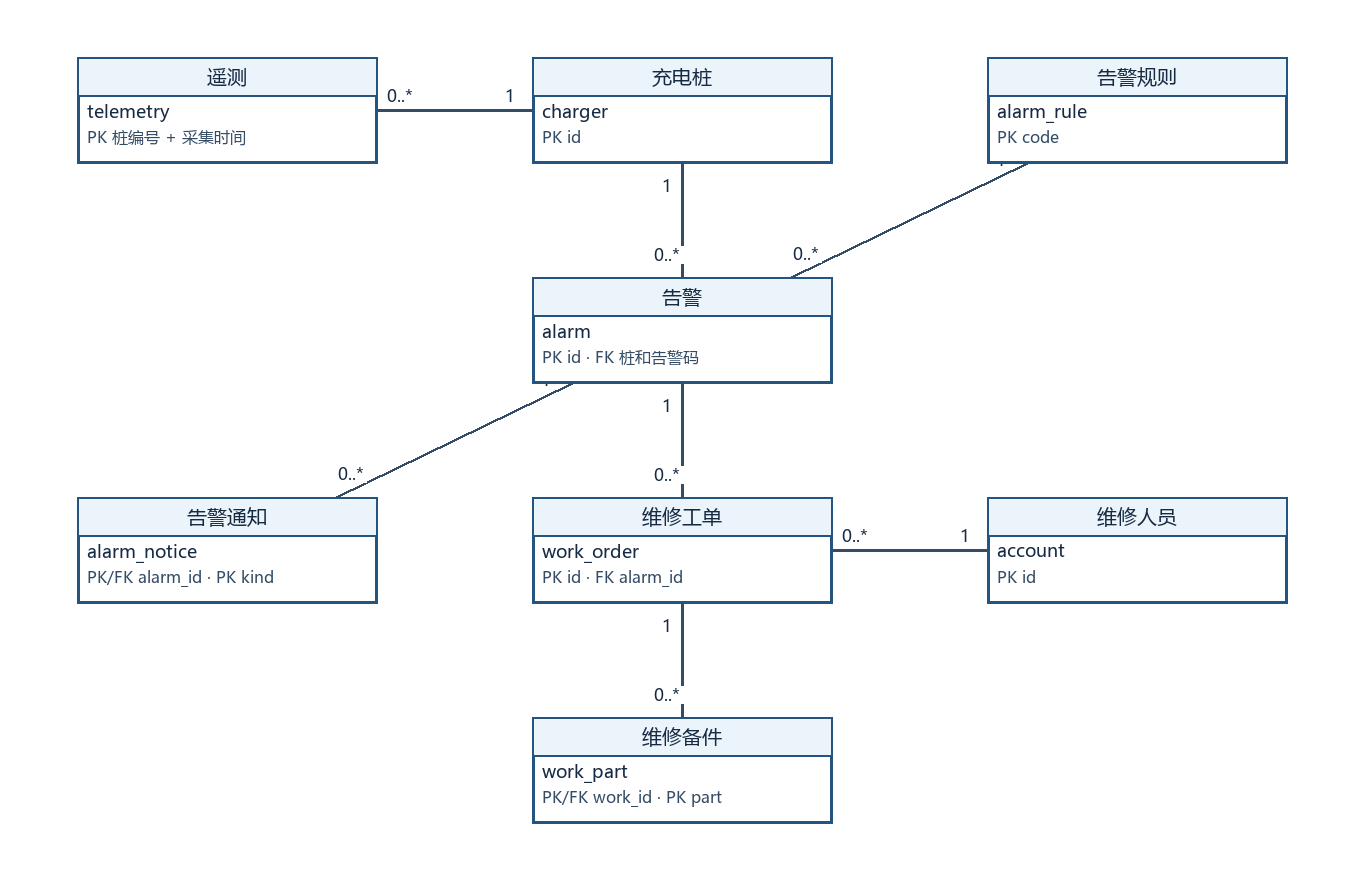 遥测
telemetry
PK 桩编号 + 采集时间
0..*
1
充电桩
charger
PK id
告警规则
alarm_rule
PK code
1
0..*
0..*
告警
alarm
PK id · FK 桩和告警码
1
0..*
0..*
告警通知
alarm_notice
PK/FK alarm_id · PK kind
维修工单
work_order
PK id · FK alarm_id
0..*
1
维修人员
account
PK id
1
0..*
维修备件
work_part
PK/FK work_id · PK part